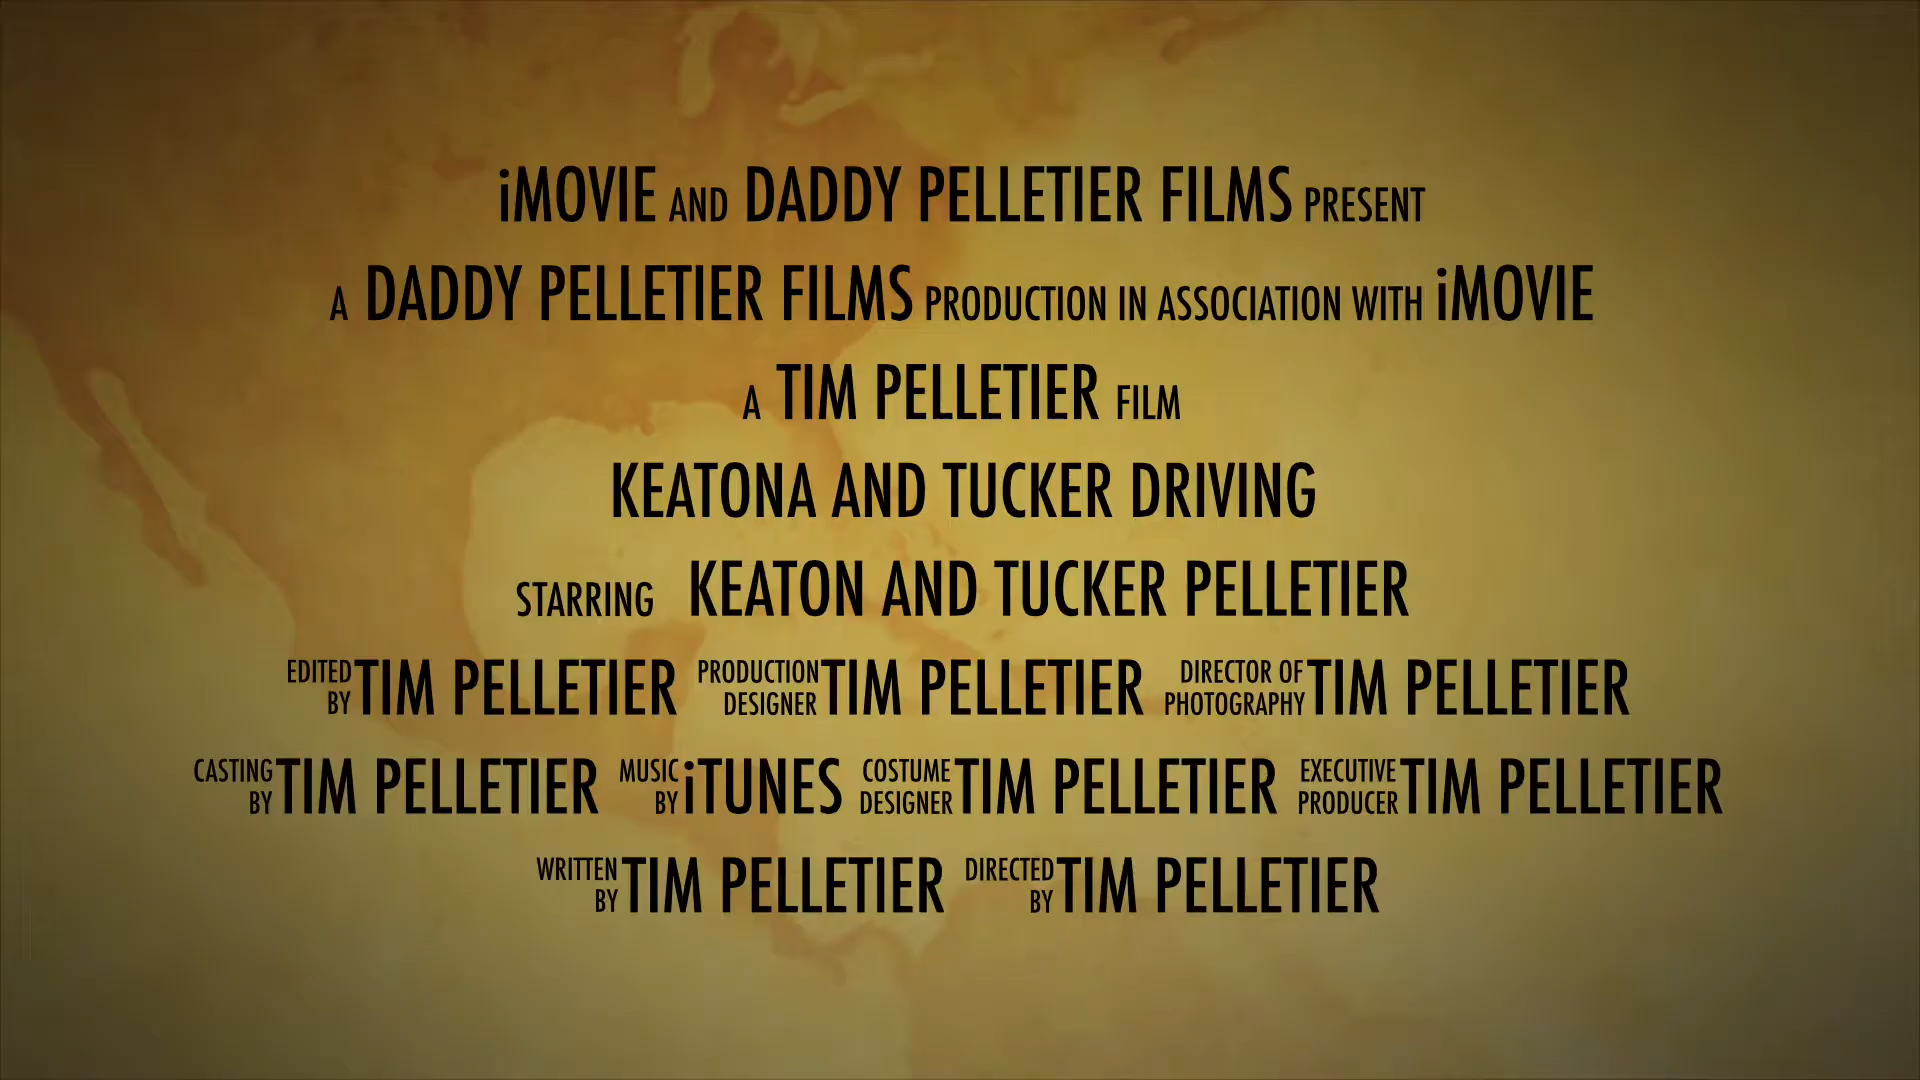 iMOVIE AND DADDY PELLETIER FILMS PRESENT
A DADDY PELLETIER FILMS PRODUCTION IN ASSOCIATION WITH iMOVIE
A TIM PELLETIER FILM
KEATONA AND TUCKER DRIVING
STARRING KEATON AND TUCKER PELLETIER
EDITED BY TIM PELLETIER PRODUCTION DESIGNER TIM PELLETIER DIRECTOR OF PHOTOGRAPHY TIM PELLETIER
CASTING BY TIM PELLETIER MUSIC BY iTUNES COSTUME DESIGNER TIM PELLETIER EXECUTIVE PRODUCER TIM PELLETIER
WRITTEN BY TIM PELLETIER DIRECTED BY TIM PELLETIER